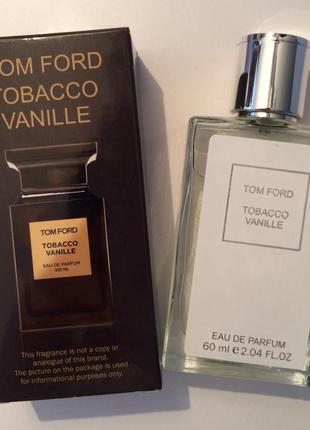 TOM FORD
TOBACCO
VANILLE
TOM FORD
TOBACCO
VANILLE
EAU DE PARFUM
100 ML
This fragrance is not a copy or
analogue of this brand.
The picture on the package is used
for informational purposes only.
TOM FORD
TOBACCO
VANILLE
EAU DE PARFUM
60 ml e 2.04 FL.OZ